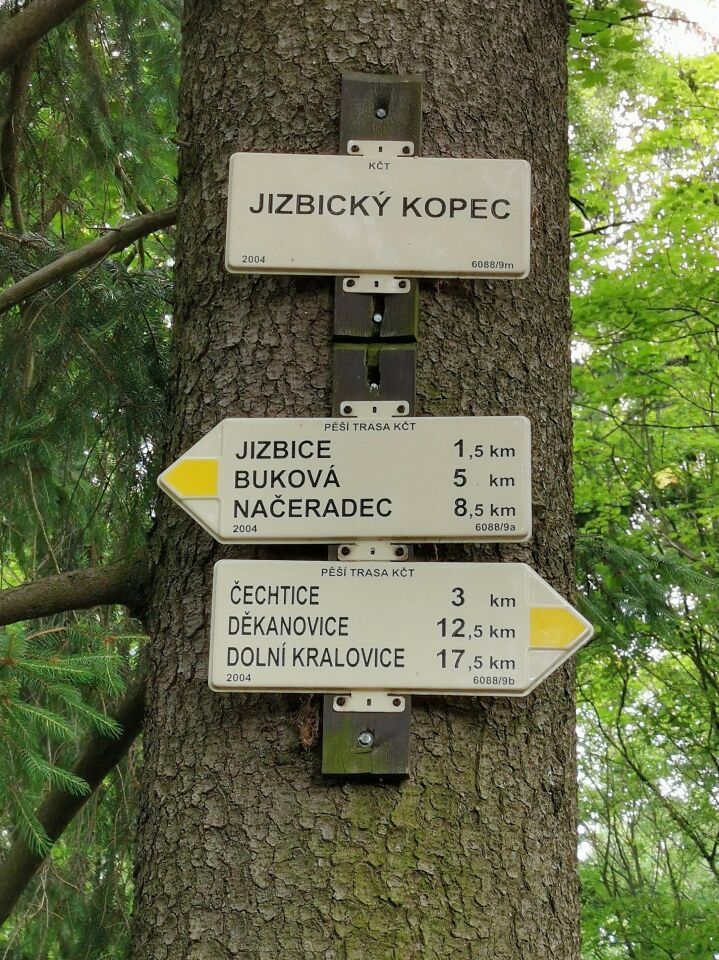 KČT
JIZBICKÝ KOPEC
2004 6088/9m
PĚŠÍ TRASA KČT
JIZBICE 1,5 km
BUKOVÁ 5 km
NAČERADEC 8,5 km
2004 6088/9a
PĚŠÍ TRASA KČT
ČECHTICE 3 km
DĚKANOVICE 12,5 km
DOLNÍ KRALOVICE 17,5 km
2004 6088/9b